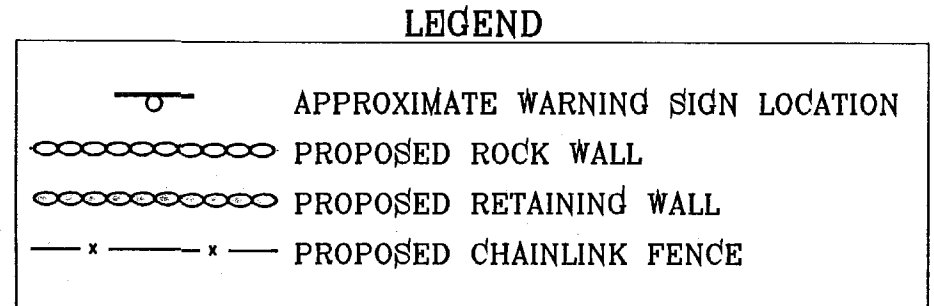 LEGEND
APPROXIMATE WARNING SIGN LOCATION
PROPOSED ROCK WALL
PROPOSED RETAINING WALL
x x PROPOSED CHAINLINK FENCE